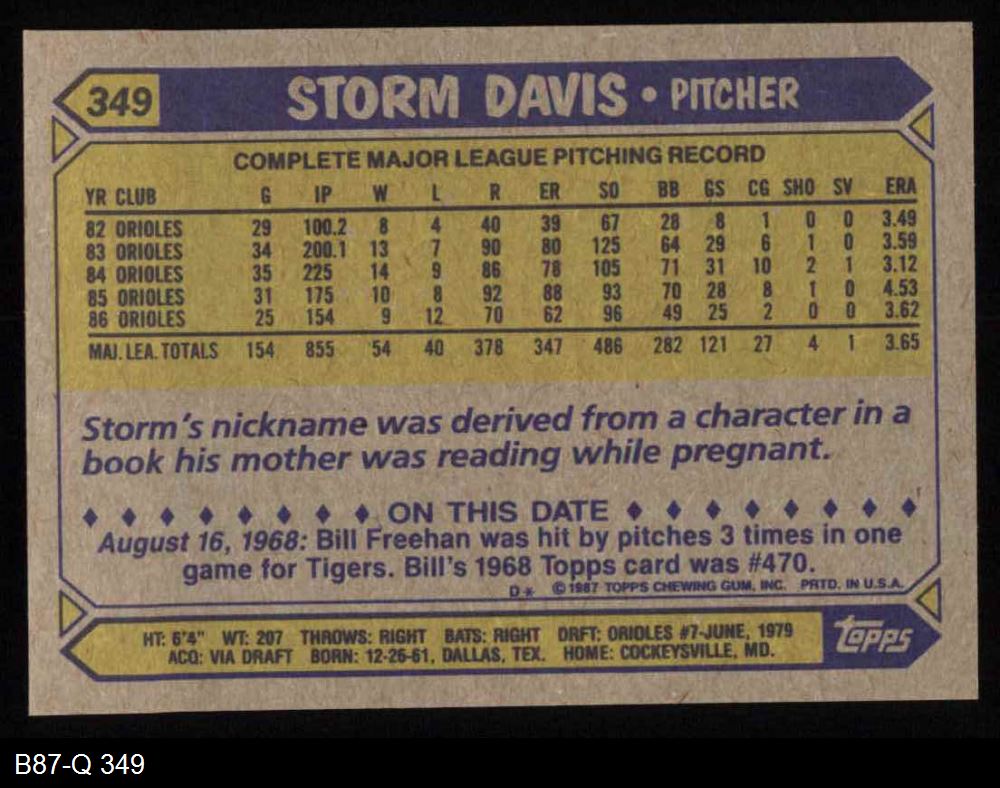 349 STORM DAVIS • PITCHER
COMPLETE MAJOR LEAGUE PITCHING RECORD
YR CLUB G IP W L R ER SO BB GS CG SHO SV ERA
82 ORIOLES 29 100.2 8 4 40 39 67 28 8 1 0 0 3.49
83 ORIOLES 34 200.1 13 7 90 80 125 64 29 6 1 0 3.59
84 ORIOLES 35 225 14 9 86 78 105 71 31 10 2 1 3.12
85 ORIOLES 31 175 10 8 92 88 93 70 28 8 1 0 4.53
86 ORIOLES 25 154 9 12 70 62 96 49 25 2 0 0 3.62
MAJ. LEA. TOTALS 154 855 54 40 378 347 486 282 121 27 4 1 3.65
Storm's nickname was derived from a character in a
book his mother was reading while pregnant.
♦ ♦ ♦ ♦ ♦ ♦ ♦ ♦ ON THIS DATE ♦ ♦ ♦ ♦ ♦ ♦ ♦ ♦
August 16, 1968: Bill Freehan was hit by pitches 3 times in one
game for Tigers. Bill's 1968 Topps card was #470.
D* © 1987 TOPPS CHEWING GUM, INC. PRTD. IN U.S.A.
HT: 6'4" WT: 207 THROWS: RIGHT BATS: RIGHT DRFT: ORIOLES #7-JUNE, 1979
ACQ: VIA DRAFT BORN: 12-26-61, DALLAS, TEX. HOME: COCKEYSVILLE, MD.
topps
B87-Q 349